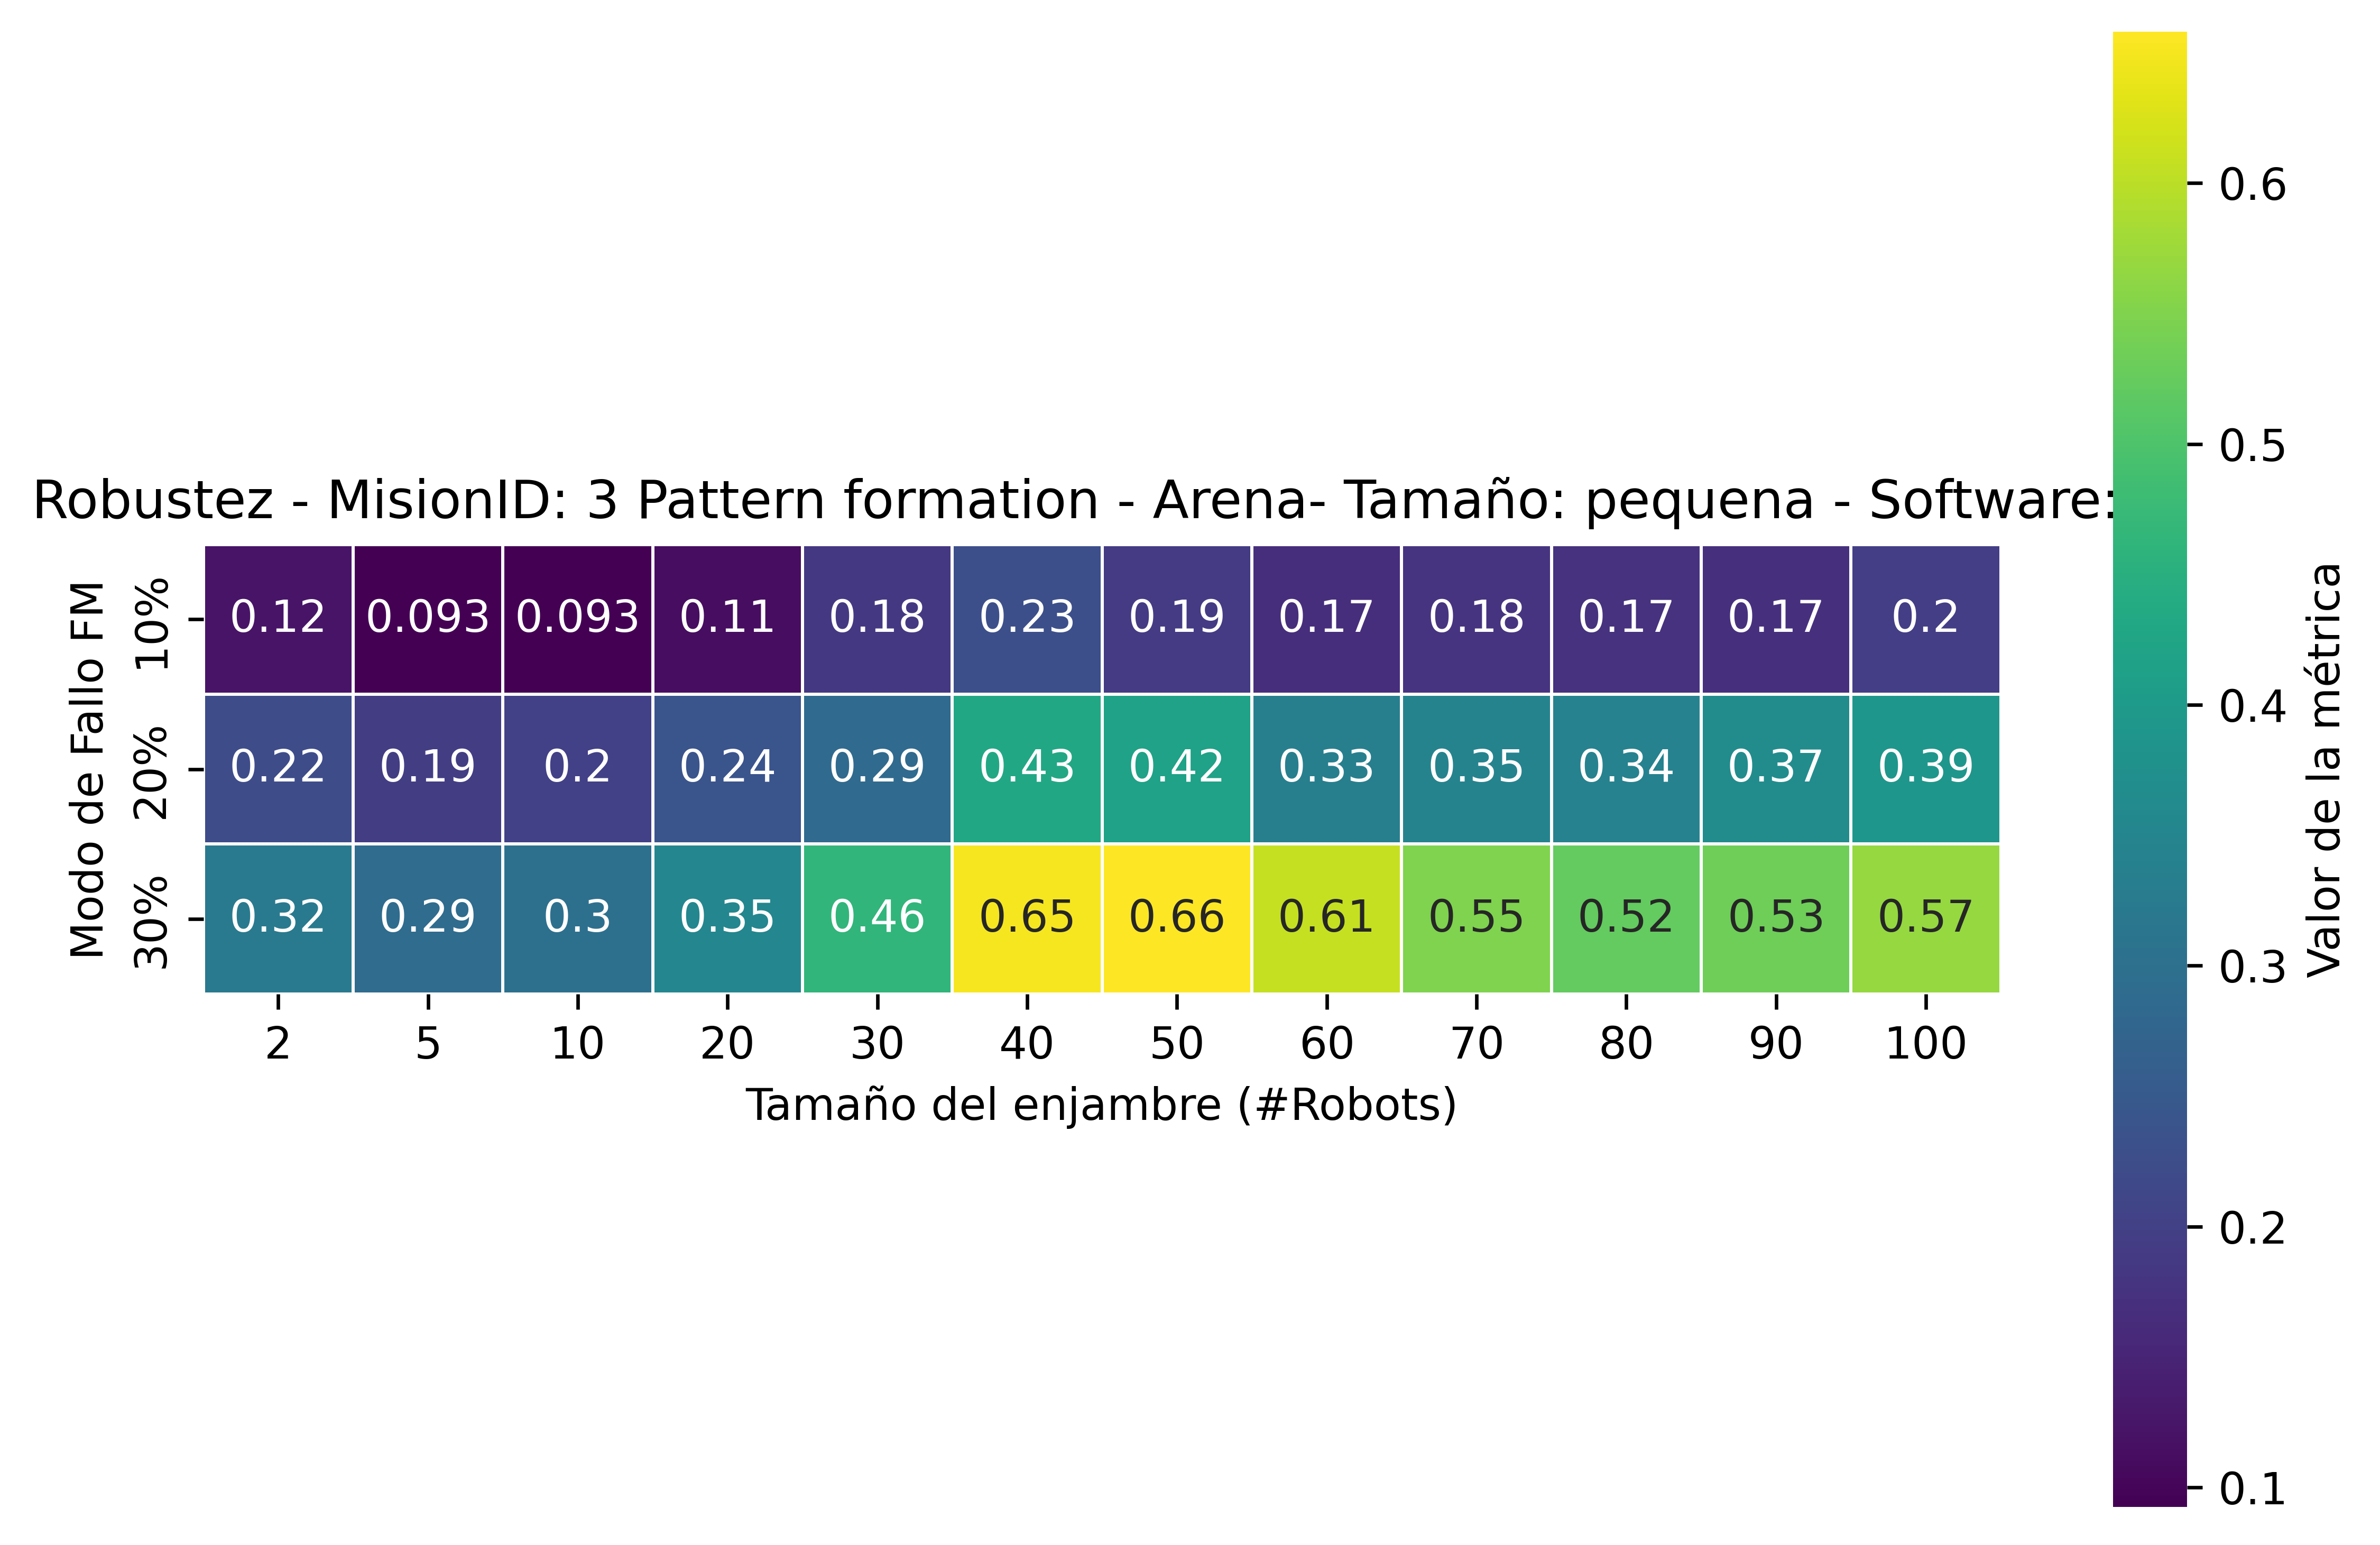 Robustez - MisionID: 3 Pattern formation - Arena- Tamaño: pequena - Software:
Modo de Fallo FM
10% 0.12 0.093 0.093 0.11 0.18 0.23 0.19 0.17 0.18 0.17 0.17 0.2
20% 0.22 0.19 0.2 0.24 0.29 0.43 0.42 0.33 0.35 0.34 0.37 0.39
30% 0.32 0.29 0.3 0.35 0.46 0.65 0.66 0.61 0.55 0.52 0.53 0.57
2 5 10 20 30 40 50 60 70 80 90 100
Tamaño del enjambre (#Robots)
0.6
0.5
0.4
0.3
0.2
0.1
Valor de la métrica